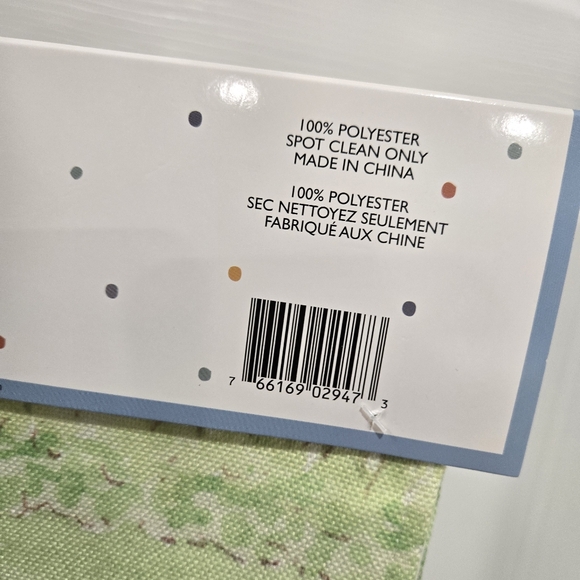 100% POLYESTER
SPOT CLEAN ONLY
MADE IN CHINA
100% POLYESTER
SEC NETTOYEZ SEULEMENT
FABRIQUÉ AUX CHINE
7 66169 02947 3